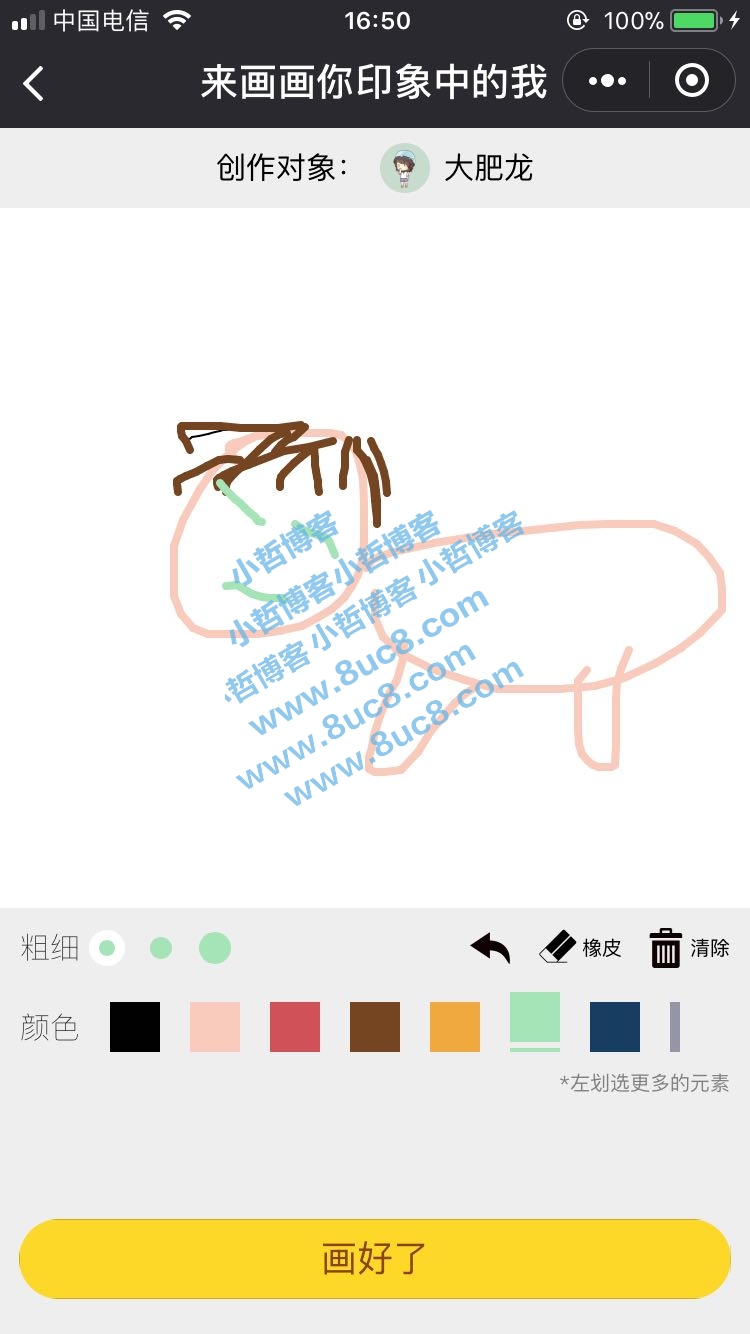 中国电信 16:50 100%
来画画你印象中的我
创作对象： 大肥龙
小哲博客
小哲博客小哲博客
小哲博客小哲博客小哲博客
哲博客
www.8uc8.com
www.8uc8.com
www.8uc8.com
粗细 橡皮 清除
颜色
*左划选更多的元素
画好了